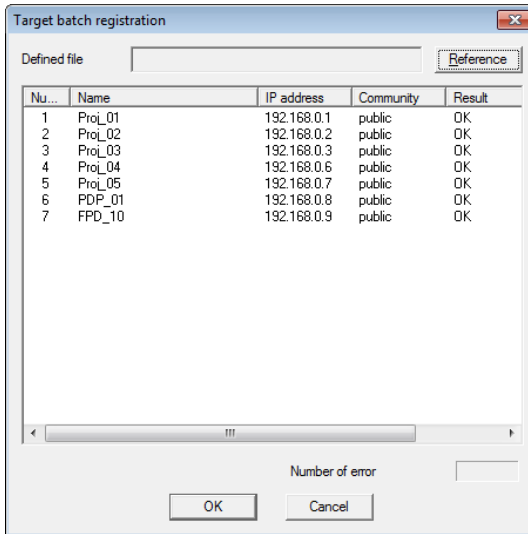 Target batch registration
Defined file
Reference
Nu... Name IP address Community Result
1 Proj_01 192.168.0.1 public OK
2 Proj_02 192.168.0.2 public OK
3 Proj_03 192.168.0.3 public OK
4 Proj_04 192.168.0.6 public OK
5 Proj_05 192.168.0.7 public OK
6 PDP_01 192.168.0.8 public OK
7 FPD_10 192.168.0.9 public OK
Number of error
OK Cancel